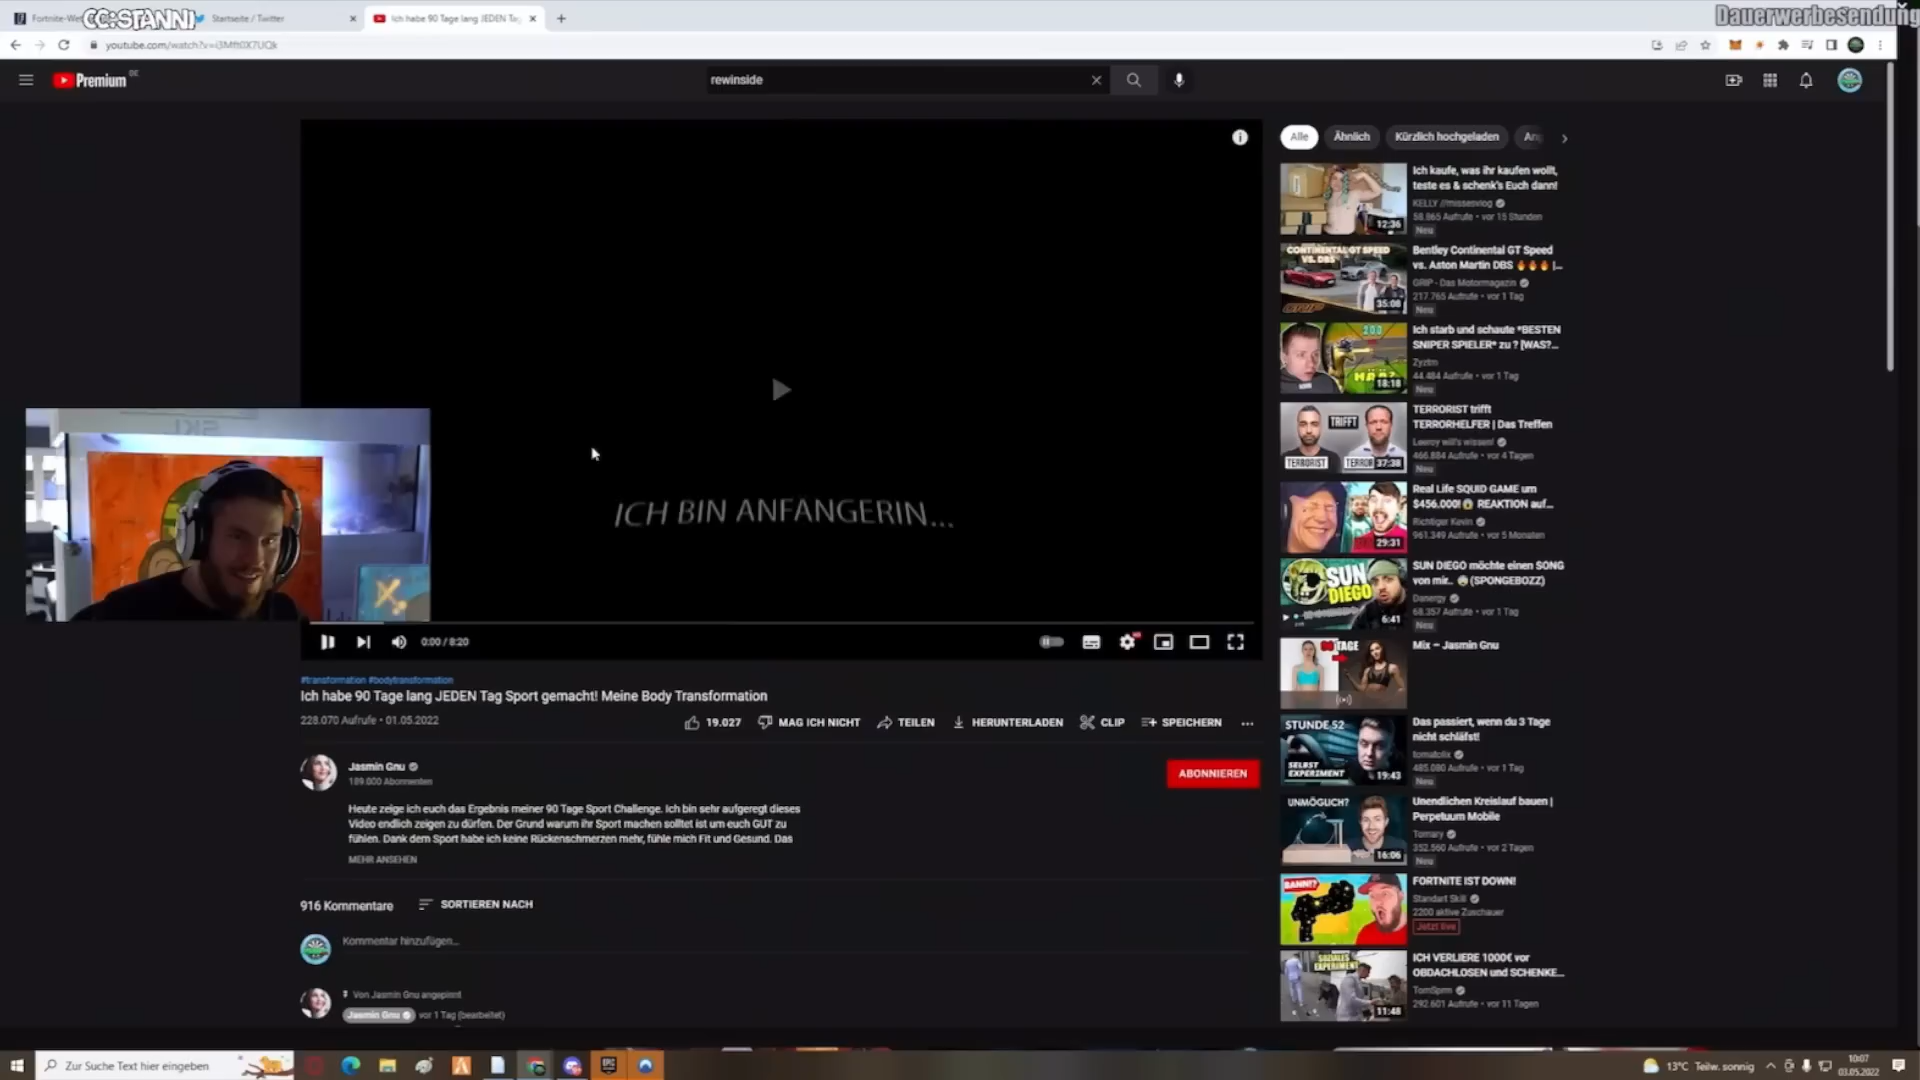 Fortnite-Wet
CC:STANNI
Startseite / Twitter
Ich habe 90 Tage lang JEDEN Ta
Dauerwerbesendung
youtube.com/watch?v=i3Mft0X7UQk
Premium DE
rewinside
ICH BIN ANFÄNGERIN...
0:00 / 8:20
#transformation #bodytransformation
Ich habe 90 Tage lang JEDEN Tag Sport gemacht! Meine Body Transformation
228.070 Aufrufe • 01.05.2022
19.027
MAG ICH NICHT
TEILEN
HERUNTERLADEN
CLIP
SPEICHERN
Jasmin Gnu
189.000 Abonnenten
ABONNIEREN
Heute zeige ich euch das Ergebnis meiner 90 Tage Sport Challenge. Ich bin sehr aufgeregt dieses
Video endlich zeigen zu dürfen. Der Grund warum ihr Sport machen solltet ist um euch GUT zu
fühlen. Dank dem Sport habe ich keine Rückenschmerzen mehr, fühle mich Fit und Gesund. Das
MEHR ANSEHEN
916 Kommentare
SORTIEREN NACH
Kommentar hinzufügen...
Von Jasmin Gnu angepinnt
Jasmin Gnu vor 1 Tag (bearbeitet)
Alle
Ähnlich
Kürzlich hochgeladen
Ich kaufe, was ihr kaufen wollt,
teste es & schenk's Euch dann!
KELLY //missesvlog
58.865 Aufrufe • vor 15 Stunden
Neu
12:36
CONTINENTAL GT SPEED
VS. DBS
GRIP
35:08
Bentley Continental GT Speed
vs. Aston Martin DBS 🔥🔥🔥 |...
GRIP - Das Motormagazin
217.765 Aufrufe • vor 1 Tag
Neu
200
18:18
Ich starb und schaute *BESTEN
SNIPER SPIELER* zu ? [WAS?...
Zyztm
44.484 Aufrufe • vor 1 Tag
Neu
TRIFFT
TERRORIST
TERROR
37:38
TERRORIST trifft
TERRORHELFER | Das Treffen
Leeroy will's wissen!
466.884 Aufrufe • vor 4 Tagen
Neu
29:31
Real Life SQUID GAME um
$456.000!😱 REAKTION auf...
Richtiger Kevin
961.349 Aufrufe • vor 5 Monaten
SUN
DIEGO
6:41
SUN DIEGO möchte einen SONG
von mir.. 😨(SPONGEBOZZ)
Danergy
68.357 Aufrufe • vor 1 Tag
Neu
TAGE
Mix – Jasmin Gnu
STUNDE 52
SELBST
EXPERIMENT
19:43
Das passiert, wenn du 3 Tage
nicht schläfst!
tomatolix
485.080 Aufrufe • vor 1 Tag
Neu
UNMÖGLICH?
16:06
Unendlichen Kreislauf bauen |
Perpetuum Mobile
Tomary
352.560 Aufrufe • vor 2 Tagen
Neu
BANN!?
FORTNITE IST DOWN!
Standart Skill
2200 aktive Zuschauer
Jetzt live
SOZIALES
EXPERIMENT
11:48
ICH VERLIERE 1000€ vor
OBDACHLOSEN und SCHENKE...
TomSprm
292.601 Aufrufe • vor 11 Tagen
Zur Suche Text hier eingeben
EPIC
13°C Teilw. sonnig
10:07
03.05.2022